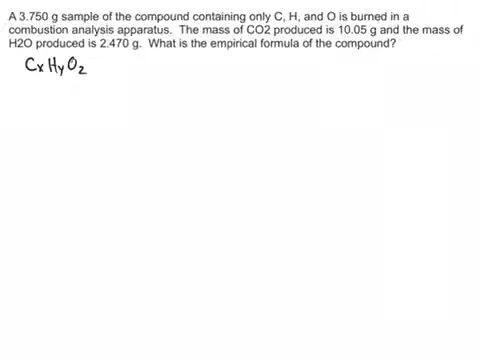 A 3.750 g sample of the compound containing only C, H, and O is burned in a
combustion analysis apparatus.  The mass of CO2 produced is 10.05 g and the mass of
H2O produced is 2.470 g.  What is the empirical formula of the compound?
CxHyO2